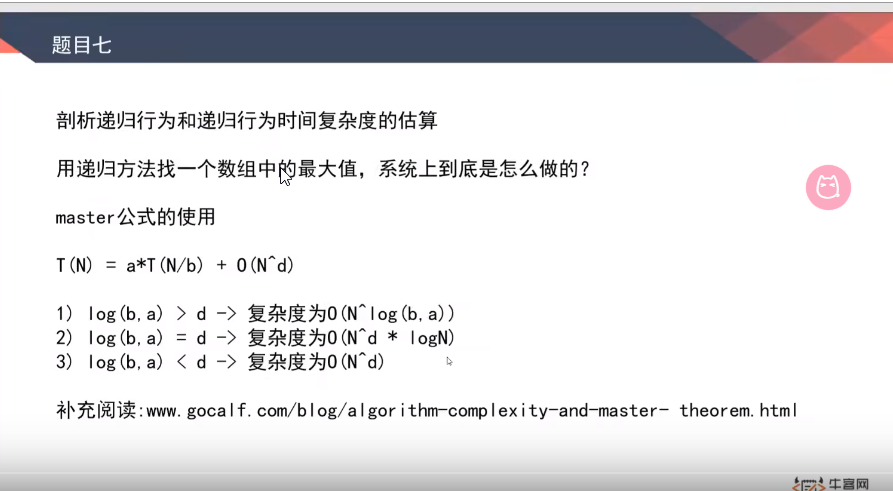 题目七
剖析递归行为和递归行为时间复杂度的估算
用递归方法找一个数组中的最大值，系统上到底是怎么做的？
master公式的使用
T(N) = a*T(N/b) + O(N^d)
1) log(b,a) > d -> 复杂度为O(N^log(b,a))
2) log(b,a) = d -> 复杂度为O(N^d * logN)
3) log(b,a) < d -> 复杂度为O(N^d)
补充阅读:www.gocalf.com/blog/algorithm-complexity-and-master- theorem.html
牛客网